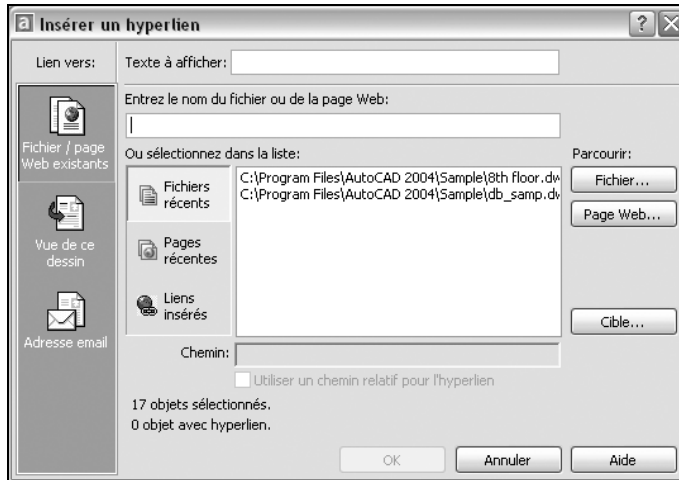 a Insérer un hyperlien
Lien vers:
Texte à afficher:
Fichier / page
Web existants
Vue de ce
dessin
Adresse email
Entrez le nom du fichier ou de la page Web:
Ou sélectionnez dans la liste:
Fichiers
récents
Pages
récentes
Liens
insérés
C:\Program Files\AutoCAD 2004\Sample\8th floor.dw
C:\Program Files\AutoCAD 2004\Sample\db_samp.dw
Parcourir:
Fichier...
Page Web...
Cible...
Chemin:
Utiliser un chemin relatif pour l'hyperlien
17 objets sélectionnés.
0 objet avec hyperlien.
OK
Annuler
Aide